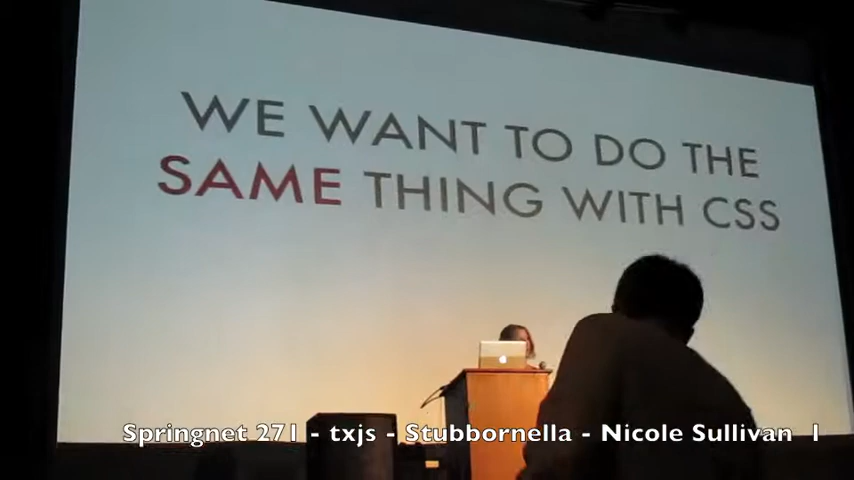 WE WANT TO DO THE
SAME THING WITH CSS
Springnet 271 - txjs - Stubbornella - Nicole Sullivan 1